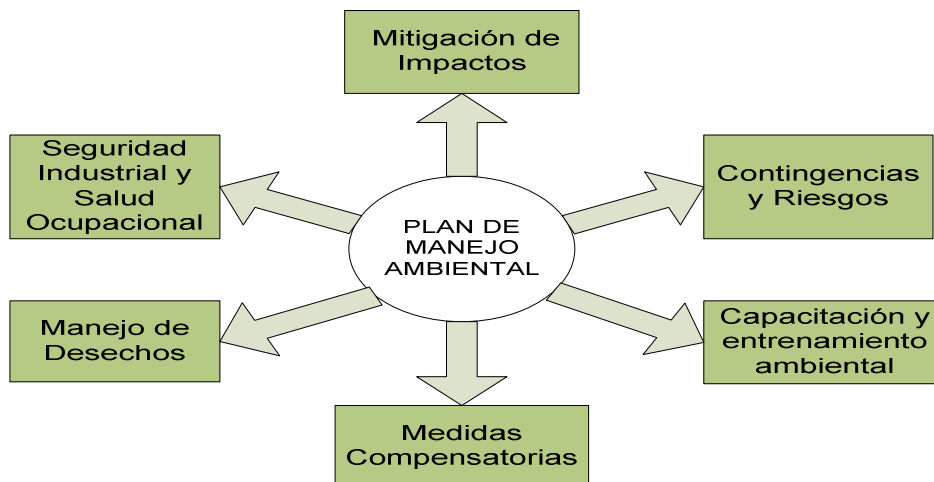 Mitigación de
Impactos
Seguridad
Industrial y
Salud
Ocupacional
Contingencias
y Riesgos
PLAN DE
MANEJO
AMBIENTAL
Manejo de
Desechos
Capacitación y
entrenamiento
ambiental
Medidas
Compensatorias